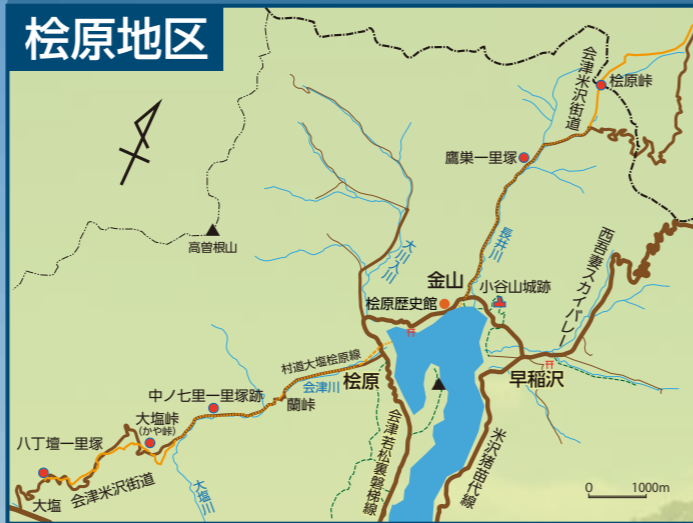 桧原地区
会津米沢街道
桧原峠
鷹巣一里塚
高曽根山
大川入川
長井川
西吾妻スカイバレー
金山
小谷山城跡
桧原歴史館
村道大塩桧原線
会津川
桧原
早稲沢
蘭峠
中ノ七里一里塚跡
大塩峠
(かや峠)
八丁壇一里塚
大塩
会津米沢街道
大塩川
会津若松裏磐梯線
米沢猪苗代線
0 1000m